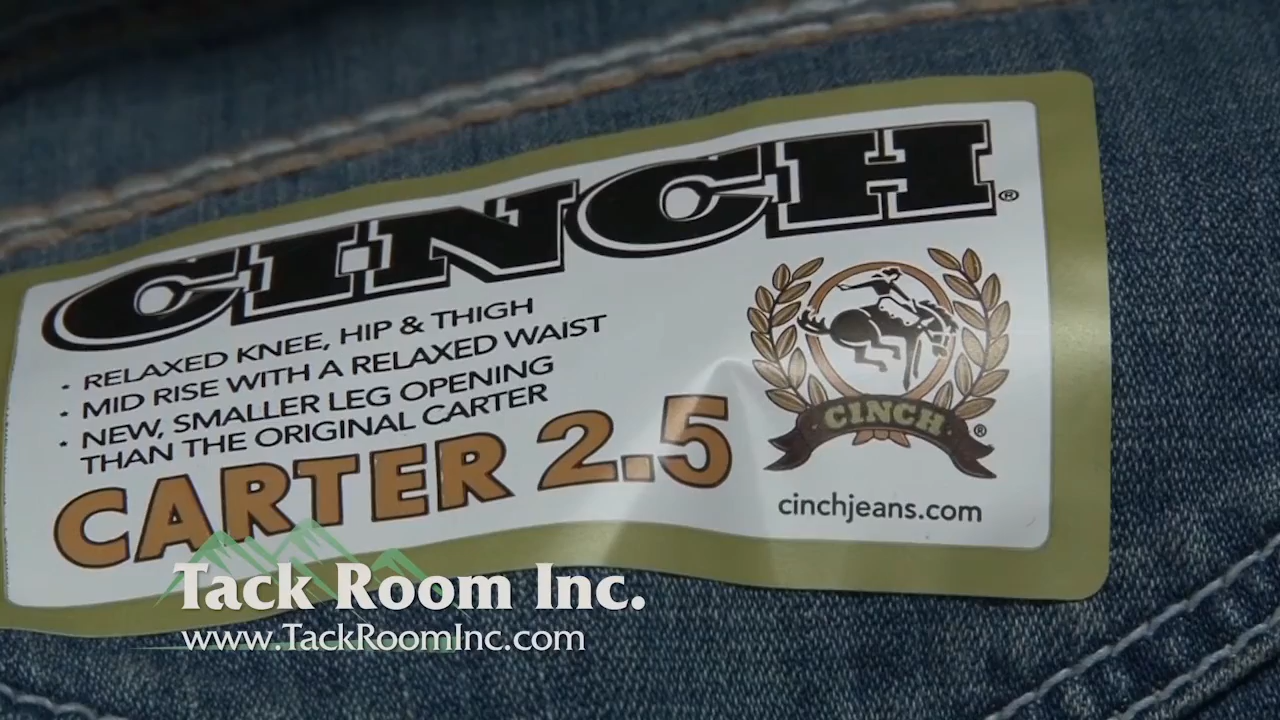 CINCH®
• RELAXED KNEE, HIP & THIGH
• MID RISE WITH A RELAXED WAIST
• NEW, SMALLER LEG OPENING
THAN THE ORIGINAL CARTER
CARTER 2.5
CINCH®
cinchjeans.com
Tack Room Inc.
www.TackRoomInc.com